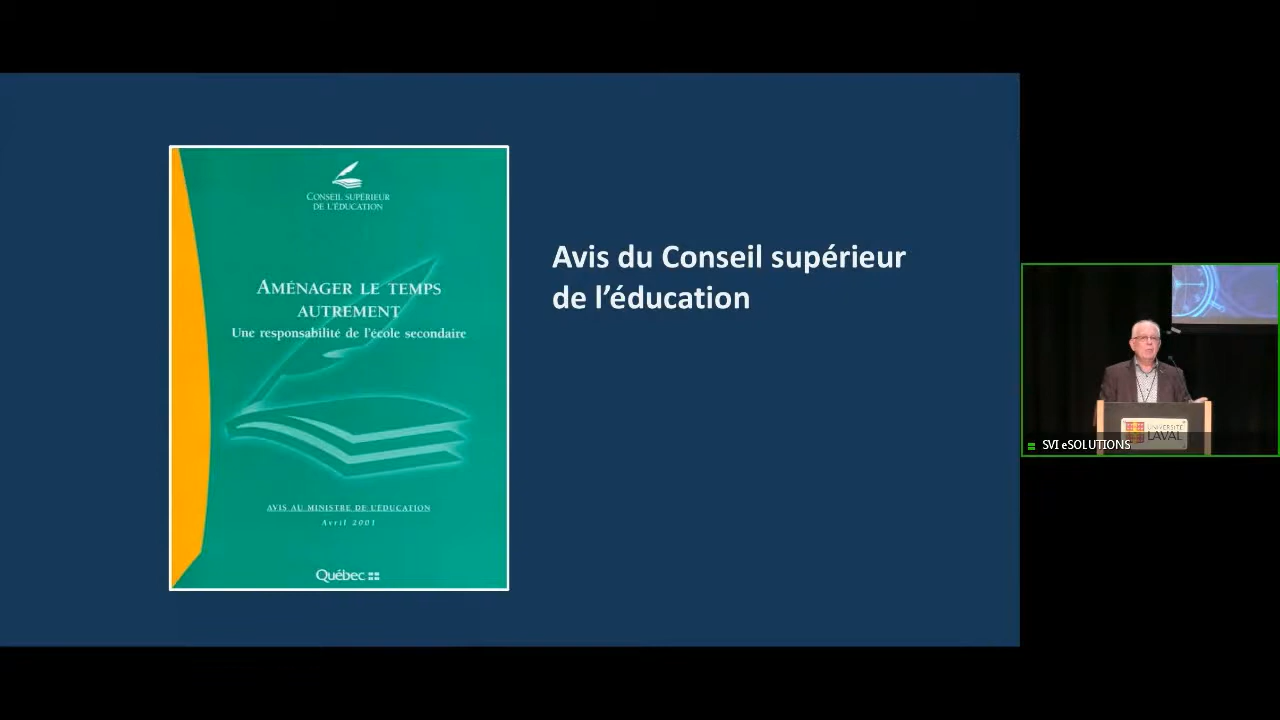 CONSEIL SUPÉRIEUR
DE L'ÉDUCATION
AMÉNAGER LE TEMPS
AUTREMENT
Une responsabilité de l'école secondaire
AVIS AU MINISTRE DE L'ÉDUCATION
Avril 2001
Québec
Avis du Conseil supérieur
de l’éducation
UNIVERSITÉ
LAVAL
SVI eSOLUTIONS